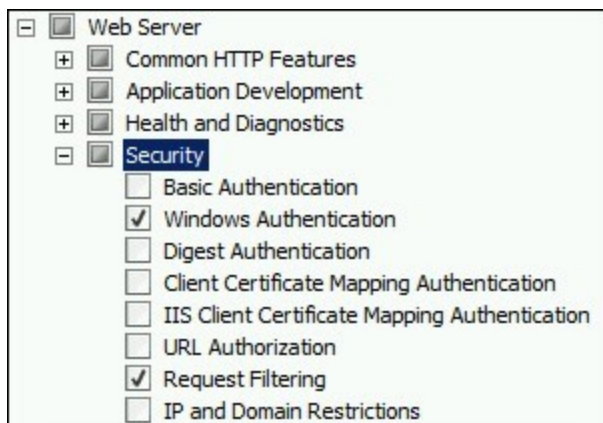 Web Server
Common HTTP Features
Application Development
Health and Diagnostics
Security
Basic Authentication
Windows Authentication
Digest Authentication
Client Certificate Mapping Authentication
IIS Client Certificate Mapping Authentication
URL Authorization
Request Filtering
IP and Domain Restrictions